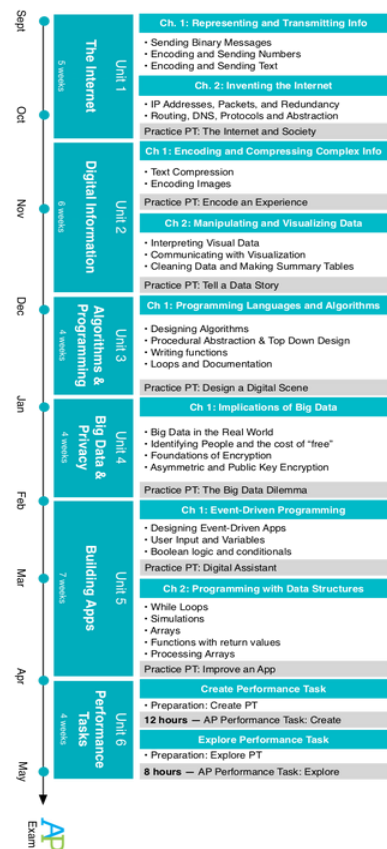 Sept
Oct
Nov
Dec
Jan
Feb
Mar
Apr
May
AP
Exam
Unit 1
The Internet
5 weeks
Ch. 1: Representing and Transmitting Info
• Sending Binary Messages
• Encoding and Sending Numbers
• Encoding and Sending Text
Ch. 2: Inventing the Internet
• IP Addresses, Packets, and Redundancy
• Routing, DNS, Protocols and Abstraction
Practice PT: The Internet and Society
Unit 2
Digital Information
6 weeks
Ch 1: Encoding and Compressing Complex Info
• Text Compression
• Encoding Images
Practice PT: Encode an Experience
Ch 2: Manipulating and Visualizing Data
• Interpreting Visual Data
• Communicating with Visualization
• Cleaning Data and Making Summary Tables
Practice PT: Tell a Data Story
Unit 3
Algorithms &
Programming
4 weeks
Ch 1: Programming Languages and Algorithms
• Designing Algorithms
• Procedural Abstraction & Top Down Design
• Writing functions
• Loops and Documentation
Practice PT: Design a Digital Scene
Unit 4
Big Data &
Privacy
4 weeks
Ch 1: Implications of Big Data
• Big Data in the Real World
• Identifying People and the cost of "free"
• Foundations of Encryption
• Asymmetric and Public Key Encryption
Practice PT: The Big Data Dilemma
Unit 5
Building Apps
7 weeks
Ch 1: Event-Driven Programming
• Designing Event-Driven Apps
• User Input and Variables
• Boolean logic and conditionals
Practice PT: Digital Assistant
Ch 2: Programming with Data Structures
• While Loops
• Simulations
• Arrays
• Functions with return values
• Processing Arrays
Practice PT: Improve an App
Unit 6
Performance
Tasks
4 weeks
Create Performance Task
• Preparation: Create PT
12 hours — AP Performance Task: Create
Explore Performance Task
• Preparation: Explore PT
8 hours — AP Performance Task: Explore